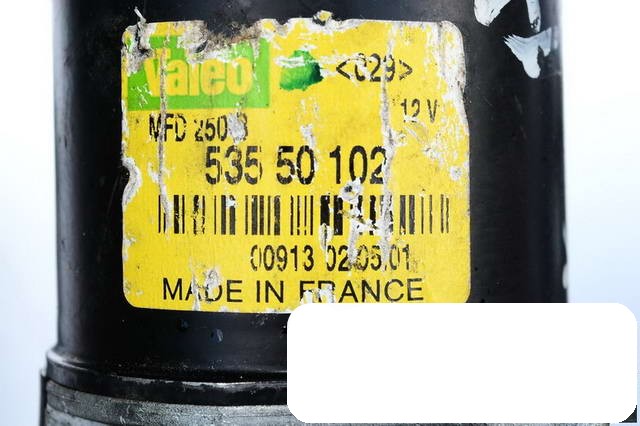 Valeo <029>
12 V
MFD 250
535 50 102
00913 02.05.01
MADE IN FRANCE